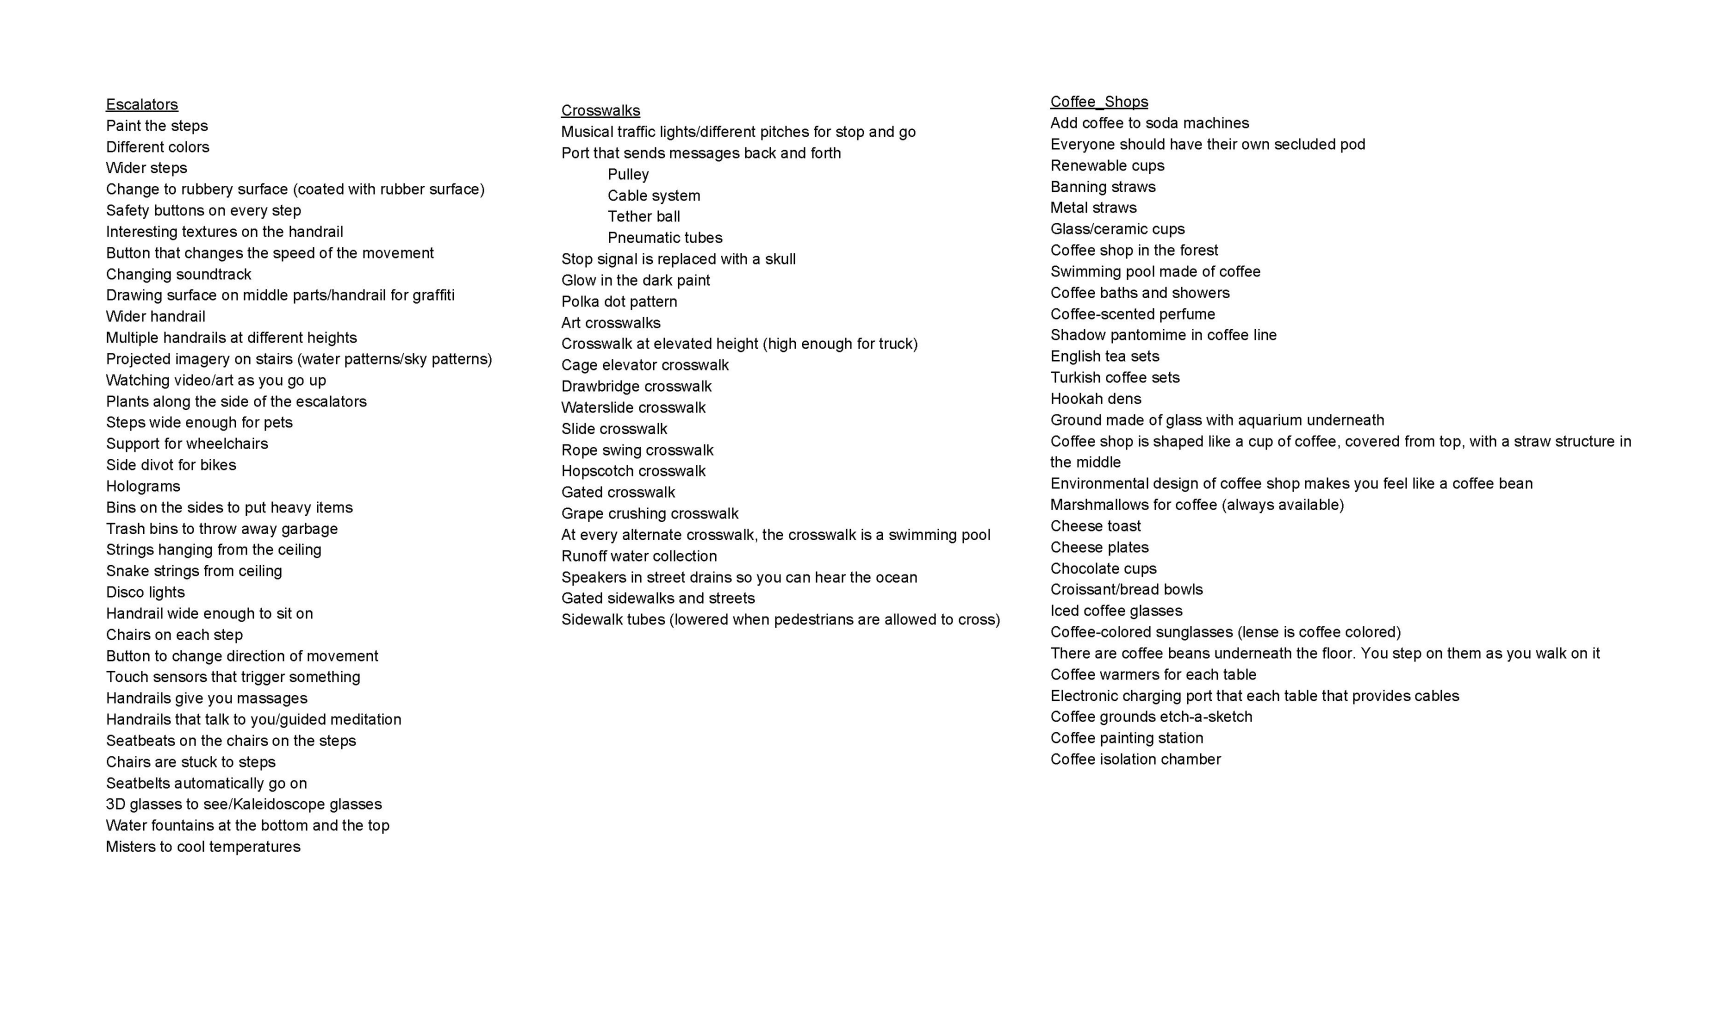 Escalators
Paint the steps
Different colors
Wider steps
Change to rubbery surface (coated with rubber surface)
Safety buttons on every step
Interesting textures on the handrail
Button that changes the speed of the movement
Changing soundtrack
Drawing surface on middle parts/handrail for graffiti
Wider handrail
Multiple handrails at different heights
Projected imagery on stairs (water patterns/sky patterns)
Watching video/art as you go up
Plants along the side of the escalators
Steps wide enough for pets
Support for wheelchairs
Side divot for bikes
Holograms
Bins on the sides to put heavy items
Trash bins to throw away garbage
Strings hanging from the ceiling
Snake strings from ceiling
Disco lights
Handrail wide enough to sit on
Chairs on each step
Button to change direction of movement
Touch sensors that trigger something
Handrails give you massages
Handrails that talk to you/guided meditation
Seatbeats on the chairs on the steps
Chairs are stuck to steps
Seatbelts automatically go on
3D glasses to see/Kaleidoscope glasses
Water fountains at the bottom and the top
Misters to cool temperatures
Crosswalks
Musical traffic lights/different pitches for stop and go
Port that sends messages back and forth
Pulley
Cable system
Tether ball
Pneumatic tubes
Stop signal is replaced with a skull
Glow in the dark paint
Polka dot pattern
Art crosswalks
Crosswalk at elevated height (high enough for truck)
Cage elevator crosswalk
Drawbridge crosswalk
Waterslide crosswalk
Slide crosswalk
Rope swing crosswalk
Hopscotch crosswalk
Gated crosswalk
Grape crushing crosswalk
At every alternate crosswalk, the crosswalk is a swimming pool
Runoff water collection
Speakers in street drains so you can hear the ocean
Gated sidewalks and streets
Sidewalk tubes (lowered when pedestrians are allowed to cross)
Coffee_Shops
Add coffee to soda machines
Everyone should have their own secluded pod
Renewable cups
Banning straws
Metal straws
Glass/ceramic cups
Coffee shop in the forest
Swimming pool made of coffee
Coffee baths and showers
Coffee-scented perfume
Shadow pantomime in coffee line
English tea sets
Turkish coffee sets
Hookah dens
Ground made of glass with aquarium underneath
Coffee shop is shaped like a cup of coffee, covered from top, with a straw structure in
the middle
Environmental design of coffee shop makes you feel like a coffee bean
Marshmallows for coffee (always available)
Cheese toast
Cheese plates
Chocolate cups
Croissant/bread bowls
Iced coffee glasses
Coffee-colored sunglasses (lense is coffee colored)
There are coffee beans underneath the floor. You step on them as you walk on it
Coffee warmers for each table
Electronic charging port that each table that provides cables
Coffee grounds etch-a-sketch
Coffee painting station
Coffee isolation chamber